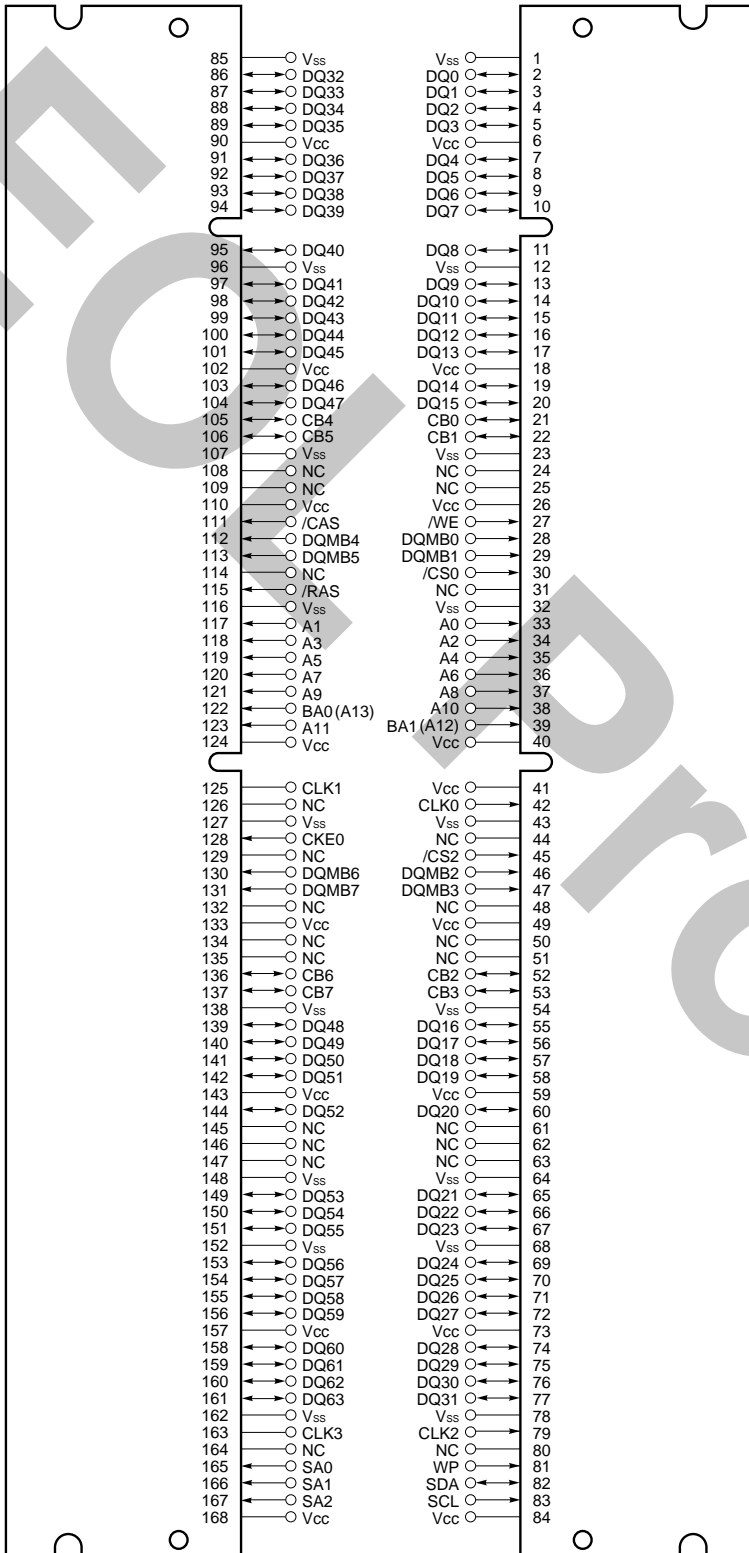 85 Vss Vss 1
86 DQ32 DQ0 2
87 DQ33 DQ1 3
88 DQ34 DQ2 4
89 DQ35 DQ3 5
90 Vcc Vcc 6
91 DQ36 DQ4 7
92 DQ37 DQ5 8
93 DQ38 DQ6 9
94 DQ39 DQ7 10
95 DQ40 DQ8 11
96 Vss Vss 12
97 DQ41 DQ9 13
98 DQ42 DQ10 14
99 DQ43 DQ11 15
100 DQ44 DQ12 16
101 DQ45 DQ13 17
102 Vcc Vcc 18
103 DQ46 DQ14 19
104 DQ47 DQ15 20
105 CB4 CB0 21
106 CB5 CB1 22
107 Vss Vss 23
108 NC NC 24
109 NC NC 25
110 Vcc Vcc 26
111 /CAS /WE 27
112 DQMB4 DQMB0 28
113 DQMB5 DQMB1 29
114 NC /CS0 30
115 /RAS NC 31
116 Vss Vss 32
117 A1 A0 33
118 A3 A2 34
119 A5 A4 35
120 A7 A6 36
121 A9 A8 37
122 BA0 (A13) A10 38
123 A11 BA1 (A12) 39
124 Vcc Vcc 40
125 CLK1 Vcc 41
126 NC CLK0 42
127 Vss Vss 43
128 CKE0 NC 44
129 NC /CS2 45
130 DQMB6 DQMB2 46
131 DQMB7 DQMB3 47
132 NC NC 48
133 Vcc Vcc 49
134 NC NC 50
135 NC NC 51
136 CB6 CB2 52
137 CB7 CB3 53
138 Vss Vss 54
139 DQ48 DQ16 55
140 DQ49 DQ17 56
141 DQ50 DQ18 57
142 DQ51 DQ19 58
143 Vcc Vcc 59
144 DQ52 DQ20 60
145 NC NC 61
146 NC NC 62
147 NC NC 63
148 Vss Vss 64
149 DQ53 DQ21 65
150 DQ54 DQ22 66
151 DQ55 DQ23 67
152 Vss Vss 68
153 DQ56 DQ24 69
154 DQ57 DQ25 70
155 DQ58 DQ26 71
156 DQ59 DQ27 72
157 Vcc Vcc 73
158 DQ60 DQ28 74
159 DQ61 DQ29 75
160 DQ62 DQ30 76
161 DQ63 DQ31 77
162 Vss Vss 78
163 CLK3 CLK2 79
164 NC NC 80
165 SA0 WP 81
166 SA1 SDA 82
167 SA2 SCL 83
168 Vcc Vcc 84
EOL Pro